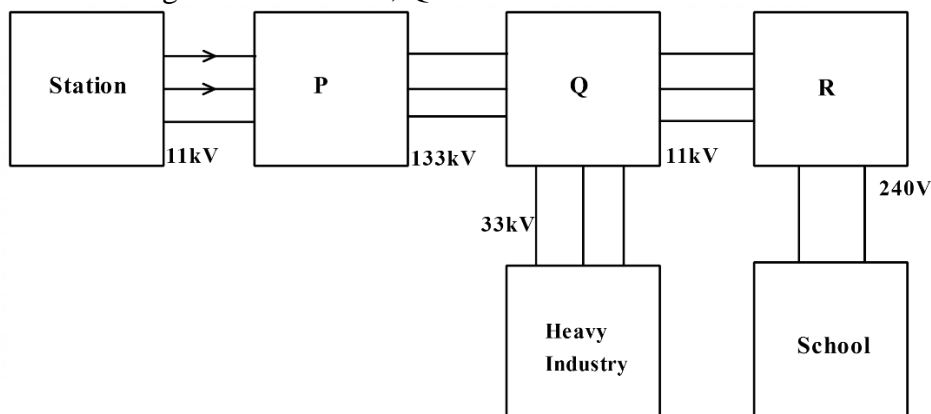 Station
P
Q
R
11kV
133kV
11kV
240V
33kV
Heavy
Industry
School